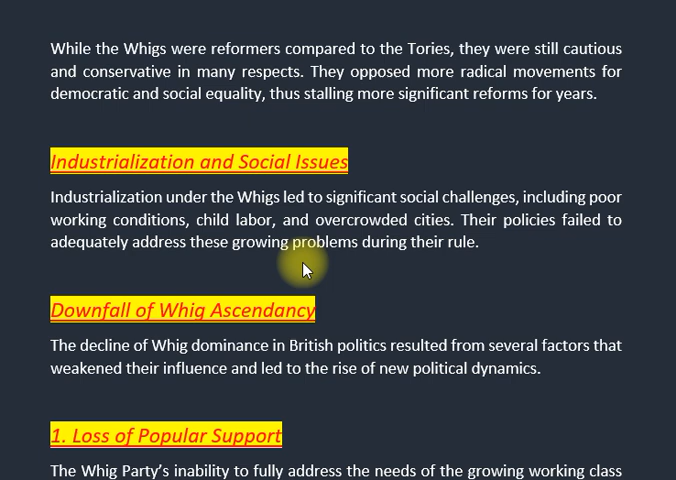 While the Whigs were reformers compared to the Tories, they were still cautious
and conservative in many respects. They opposed more radical movements for
democratic and social equality, thus stalling more significant reforms for years.
Industrialization and Social Issues
Industrialization under the Whigs led to significant social challenges, including poor
working conditions, child labor, and overcrowded cities. Their policies failed to
adequately address these growing problems during their rule.
Downfall of Whig Ascendancy
The decline of Whig dominance in British politics resulted from several factors that
weakened their influence and led to the rise of new political dynamics.
1. Loss of Popular Support
The Whig Party’s inability to fully address the needs of the growing working class